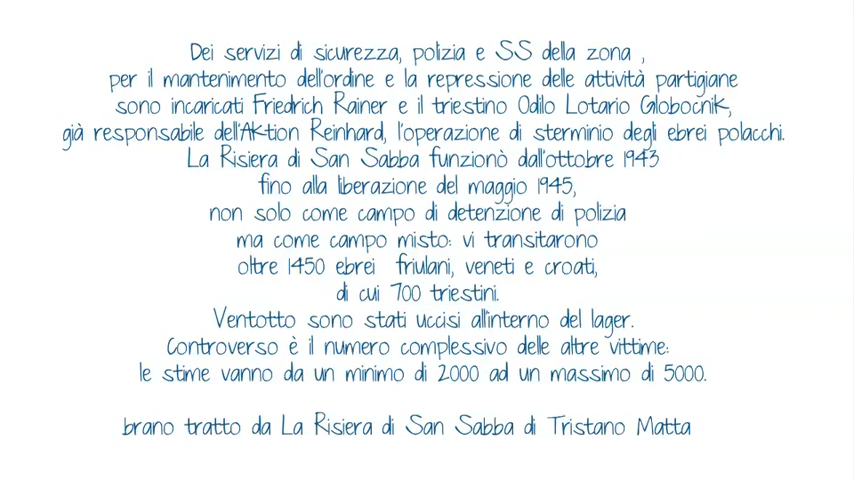 Dei servizi di sicurezza, polizia e SS della zona ,
per il mantenimento dell'ordine e la repressione delle attività partigiane
sono incaricati Friedrich Rainer e il triestino Odilo Lotario Globocnik,
già responsabile dell'Aktion Reinhard, l'operazione di sterminio degli ebrei polacchi.
La Risiera di San Sabba funzionò dall'ottobre 1943
fino alla liberazione del maggio 1945,
non solo come campo di detenzione di polizia
ma come campo misto: vi transitarono
oltre 1450 ebrei friulani, veneti e croati,
di cui 700 triestini.
Ventotto sono stati uccisi all'interno del lager.
Controverso è il numero complessivo delle altre vittime:
le stime vanno da un minimo di 2000 ad un massimo di 5000.
brano tratto da La Risiera di San Sabba di Tristano Matta